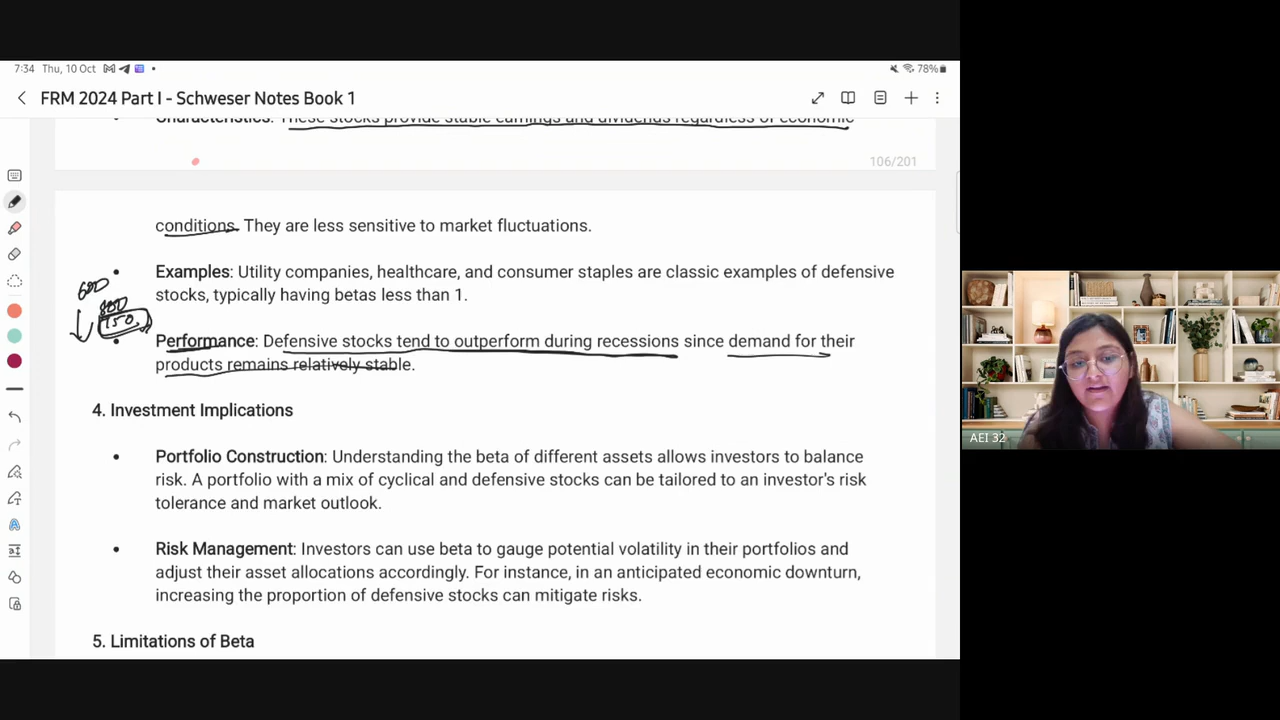 7:34 Thu, 10 Oct
78%
FRM 2024 Part I - Schweser Notes Book 1
Characteristics: These stocks provide stable earnings and dividends regardless of economic
106/201
conditions. They are less sensitive to market fluctuations.
• Examples: Utility companies, healthcare, and consumer staples are classic examples of defensive
stocks, typically having betas less than 1.
150
• Performance: Defensive stocks tend to outperform during recessions since demand for their
products remains relatively stable.
4. Investment Implications
• Portfolio Construction: Understanding the beta of different assets allows investors to balance
risk. A portfolio with a mix of cyclical and defensive stocks can be tailored to an investor's risk
tolerance and market outlook.
• Risk Management: Investors can use beta to gauge potential volatility in their portfolios and
adjust their asset allocations accordingly. For instance, in an anticipated economic downturn,
increasing the proportion of defensive stocks can mitigate risks.
5. Limitations of Beta
AEI 32